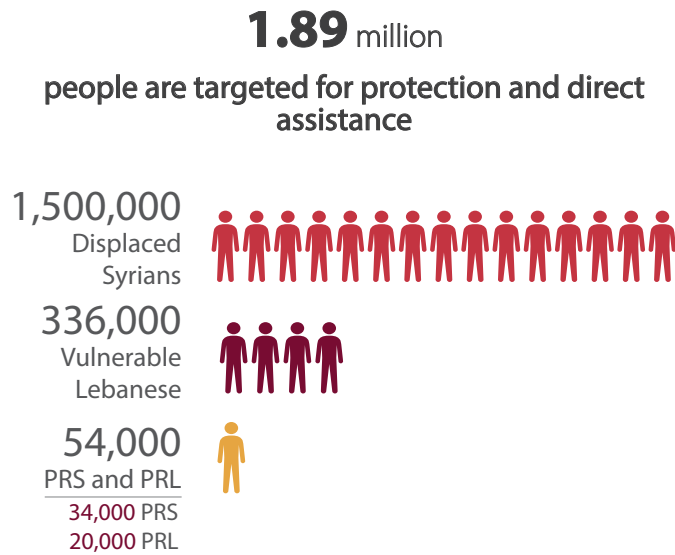 1.89 million
people are targeted for protection and direct
assistance
1,500,000
Displaced
Syrians
336,000
Vulnerable
Lebanese
54,000
PRS and PRL
34,000 PRS
20,000 PRL